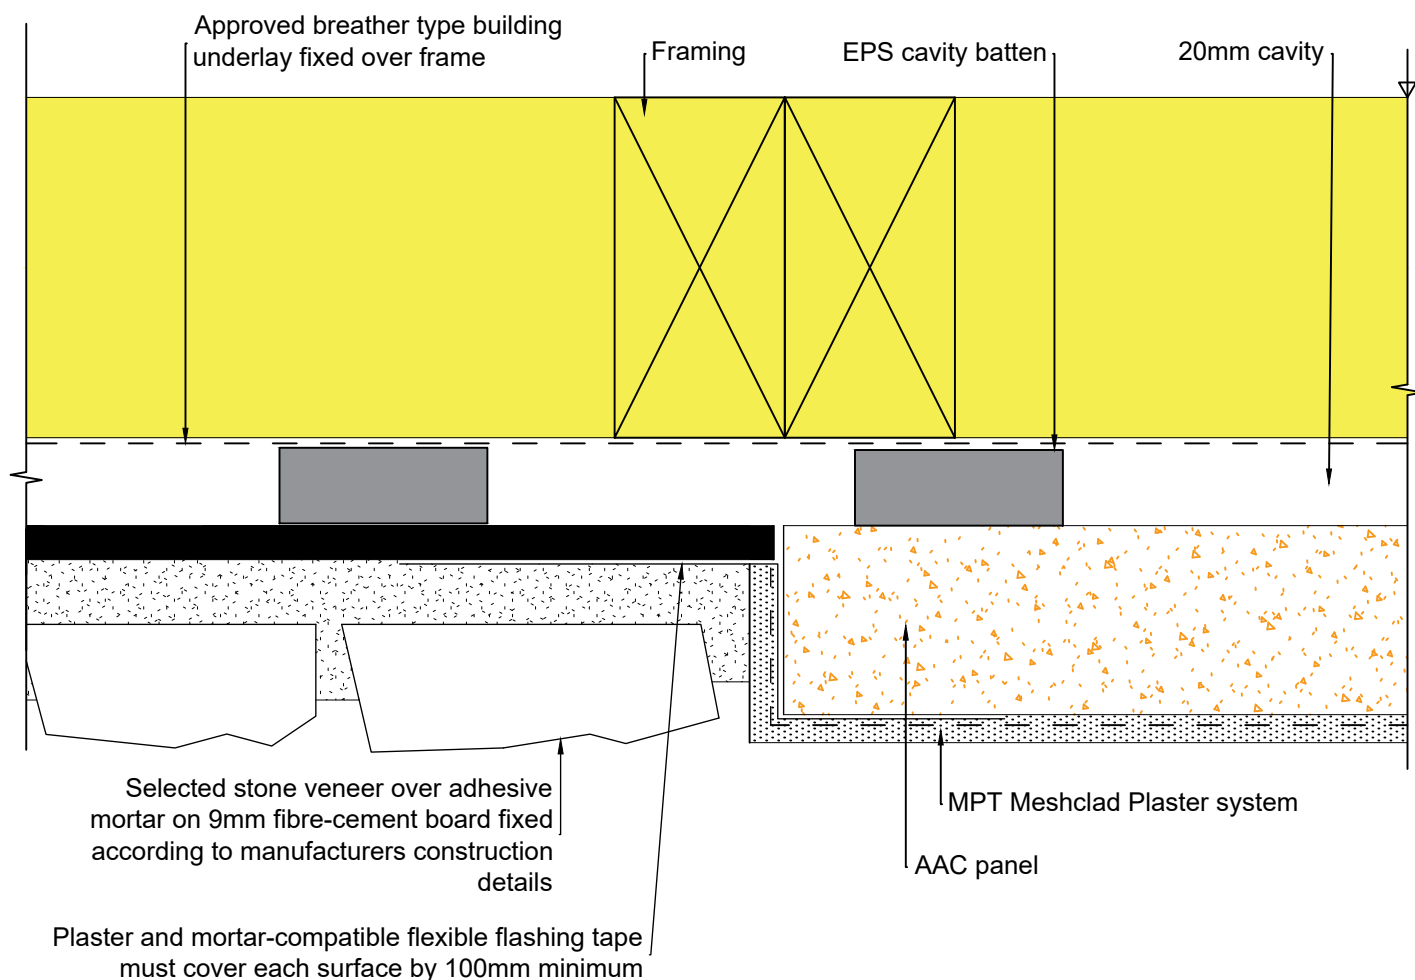 Approved breather type building
underlay fixed over frame
Framing
EPS cavity batten
20mm cavity
Selected stone veneer over adhesive
mortar on 9mm fibre-cement board fixed
according to manufacturers construction
details
MPT Meshclad Plaster system
AAC panel
Plaster and mortar-compatible flexible flashing tape
must cover each surface by 100mm minimum